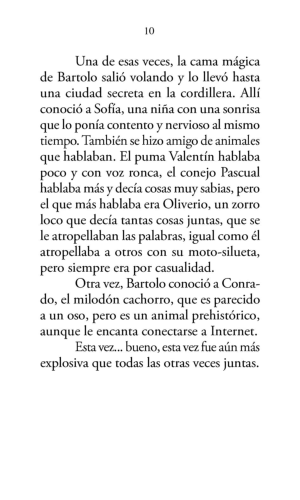 10
Una de esas veces, la cama mágica
de Bartolo salió volando y lo llevó hasta
una ciudad secreta en la cordillera. Allí
conoció a Sofía, una niña con una sonrisa
que lo ponía contento y nervioso al mismo
tiempo. También se hizo amigo de animales
que hablaban. El puma Valentín hablaba
poco y con voz ronca, el conejo Pascual
hablaba más y decía cosas muy sabias, pero
el que más hablaba era Oliverio, un zorro
loco que decía tantas cosas juntas, que se
le atropellaban las palabras, igual como él
atropellaba a otros con su moto-silueta,
pero siempre era por casualidad.
Otra vez, Bartolo conoció a Conra-
do, el milodón cachorro, que es parecido
a un oso, pero es un animal prehistórico,
aunque le encanta conectarse a Internet.
Esta vez... bueno, esta vez fue aún más
explosiva que todas las otras veces juntas.